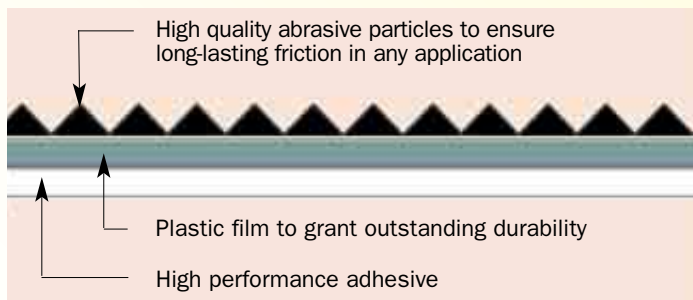 High quality abrasive particles to ensure
long-lasting friction in any application
Plastic film to grant outstanding durability
High performance adhesive